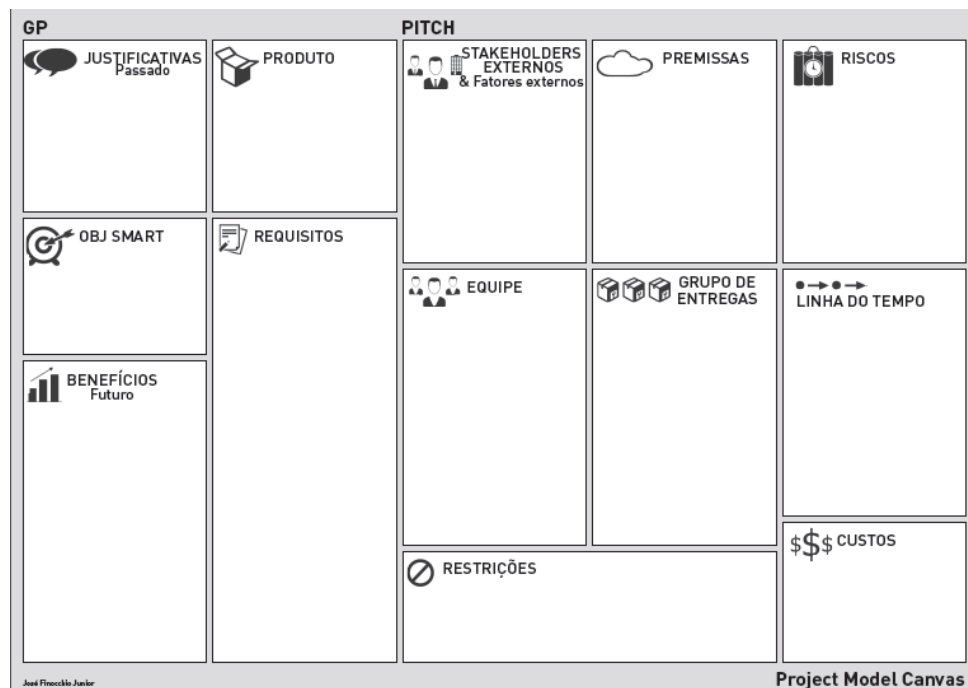 GP
PITCH
JUSTIFICATIVAS
Passado
PRODUTO
STAKEHOLDERS
EXTERNOS
& Fatores externos
PREMISSAS
RISCOS
OBJ SMART
REQUISITOS
EQUIPE
GRUPO DE
ENTREGAS
LINHA DO TEMPO
BENEFÍCIOS
Futuro
RESTRIÇÕES
$$$ CUSTOS
José Finocchio Junior
Project Model Canvas